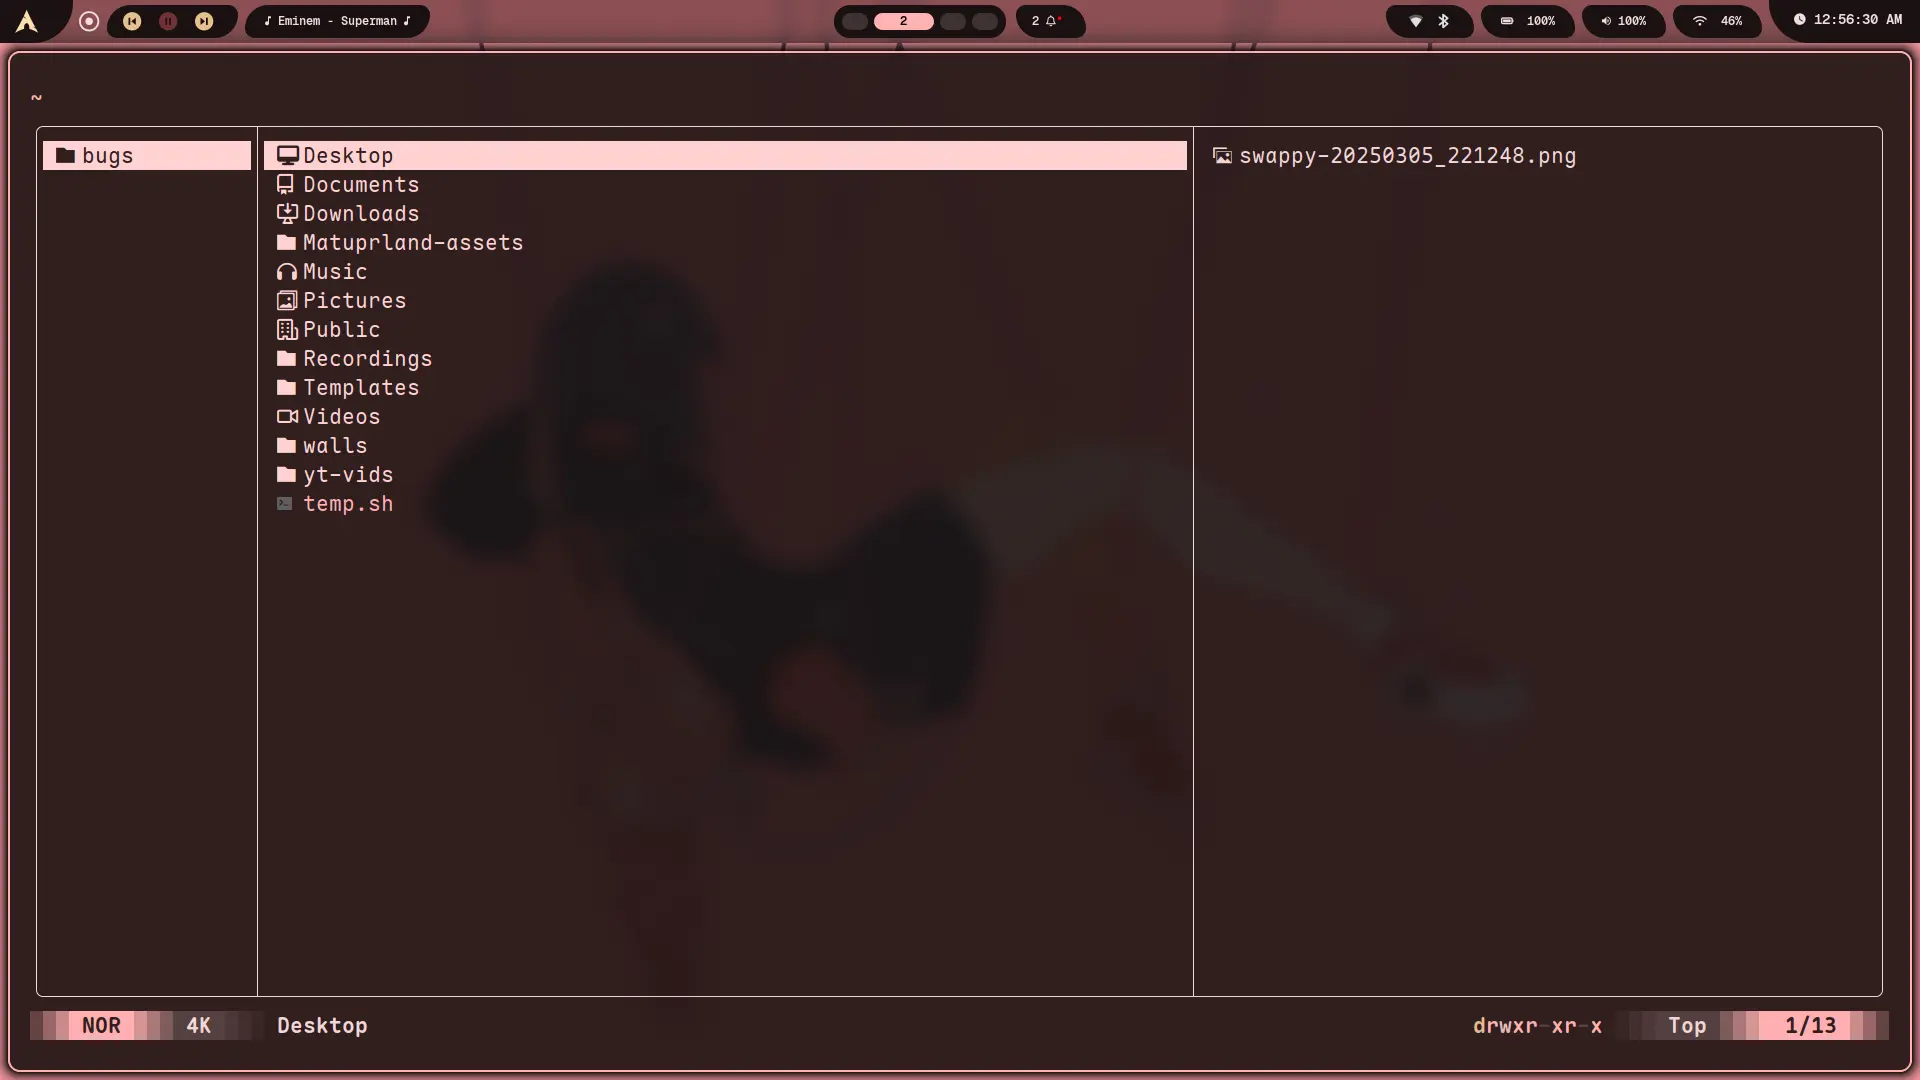 Eminem - Superman
2
2
100%
100%
46%
12:56:30 AM
~
bugs
Desktop
Documents
Downloads
Matuprland-assets
Music
Pictures
Public
Recordings
Templates
Videos
walls
yt-vids
temp.sh
swappy-20250305_221248.png
NOR 4K Desktop
drwxr-xr-x Top 1/13